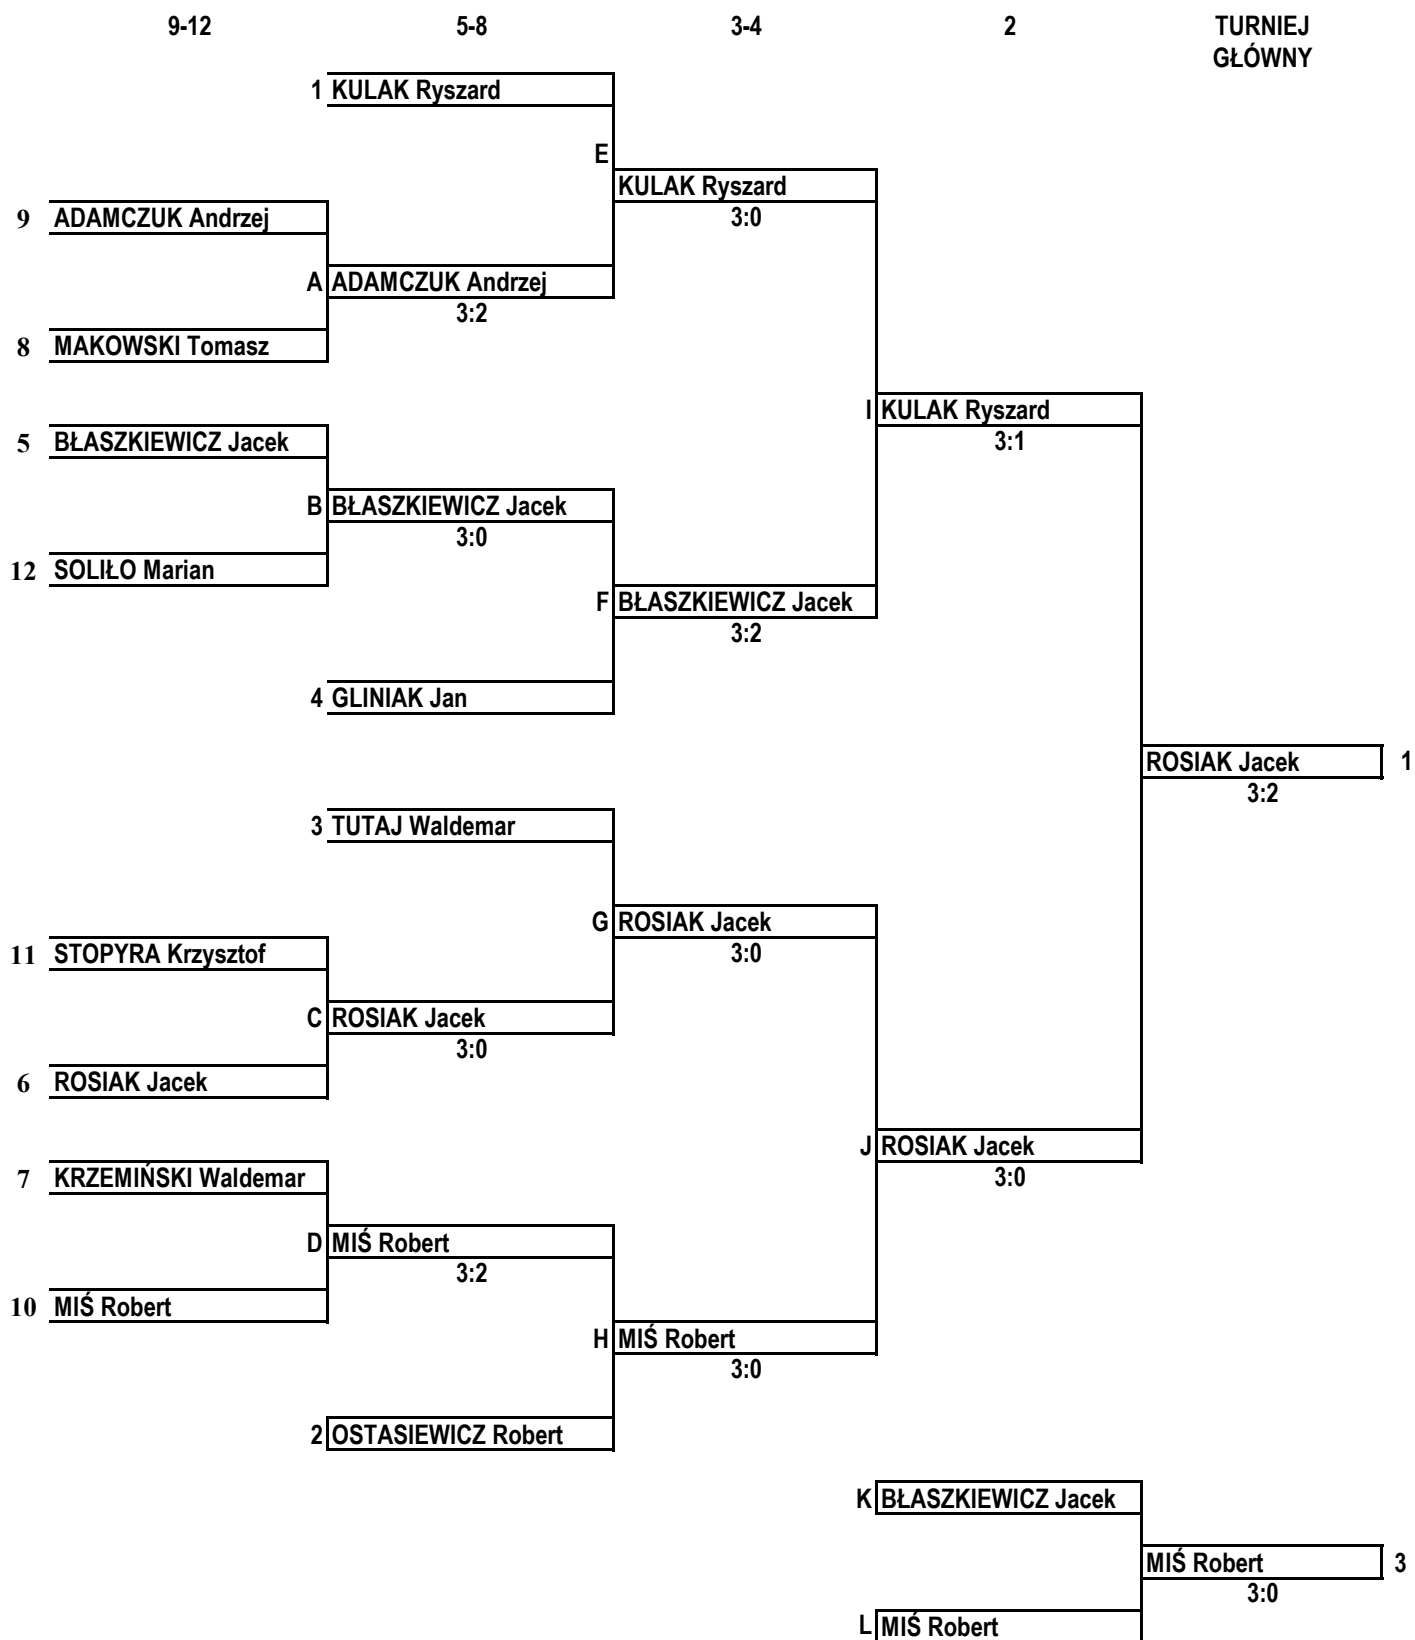 9-12 5-8 3-4 2 TURNIEJ
GŁÓWNY
1 KULAK Ryszard
E
KULAK Ryszard
9 ADAMCZUK Andrzej 3:0
A ADAMCZUK Andrzej
3:2
8 MAKOWSKI Tomasz
I KULAK Ryszard
5 BŁASZKIEWICZ Jacek 3:1
B BŁASZKIEWICZ Jacek
3:0
12 SOLIŁO Marian
F BŁASZKIEWICZ Jacek
3:2
4 GLINIAK Jan
ROSIAK Jacek 1
3:2
3 TUTAJ Waldemar
G ROSIAK Jacek
11 STOPYRA Krzysztof 3:0
C ROSIAK Jacek
3:0
6 ROSIAK Jacek
J ROSIAK Jacek
7 KRZEMIŃSKI Waldemar 3:0
D MIŚ Robert
3:2
10 MIŚ Robert
H MIŚ Robert
3:0
2 OSTASIEWICZ Robert
K BŁASZKIEWICZ Jacek
MIŚ Robert 3
3:0
L MIŚ Robert